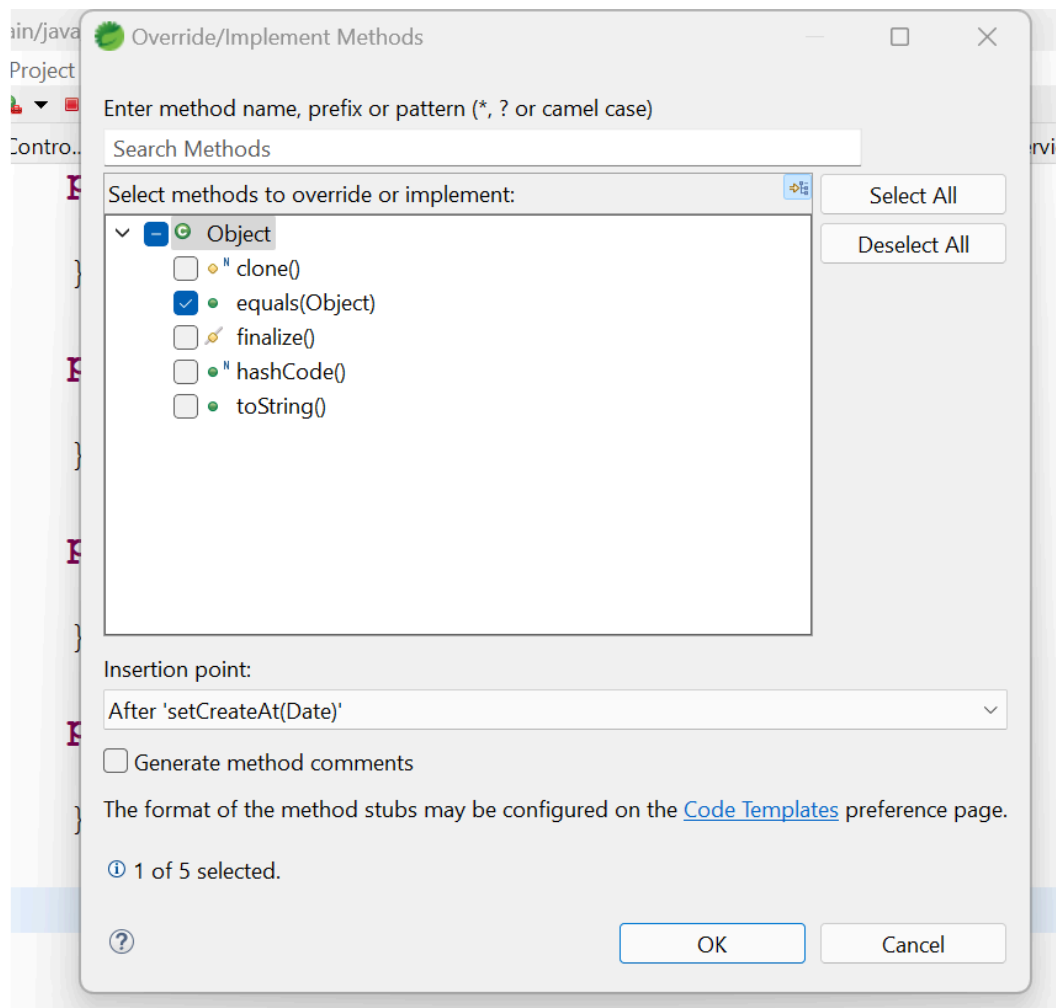 ain/java
Override/Implement Methods
Project
Enter method name, prefix or pattern (*, ? or camel case)
Contro..
Search Methods
ervi
Select methods to override or implement:
Select All
Object
Deselect All
clone()
equals(Object)
finalize()
hashCode()
toString()
p
}
p
}
p
}
p
}
Insertion point:
After 'setCreateAt(Date)'
Generate method comments
The format of the method stubs may be configured on the Code Templates preference page.
1 of 5 selected.
OK
Cancel